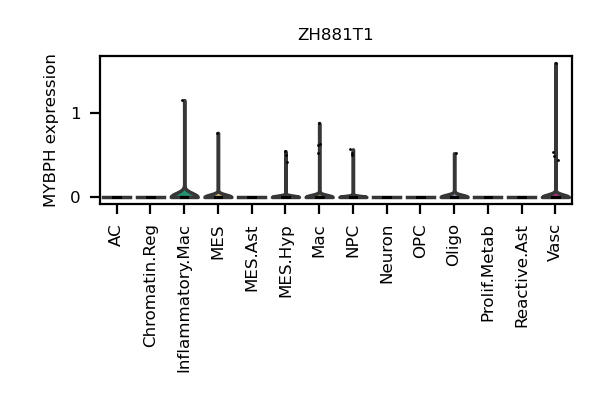 ZH881T1
MYBPH expression
1
0
AC
Chromatin.Reg
Inflammatory.Mac
MES
MES.Ast
MES.Hyp
Mac
NPC
Neuron
OPC
Oligo
Prolif.Metab
Reactive.Ast
Vasc